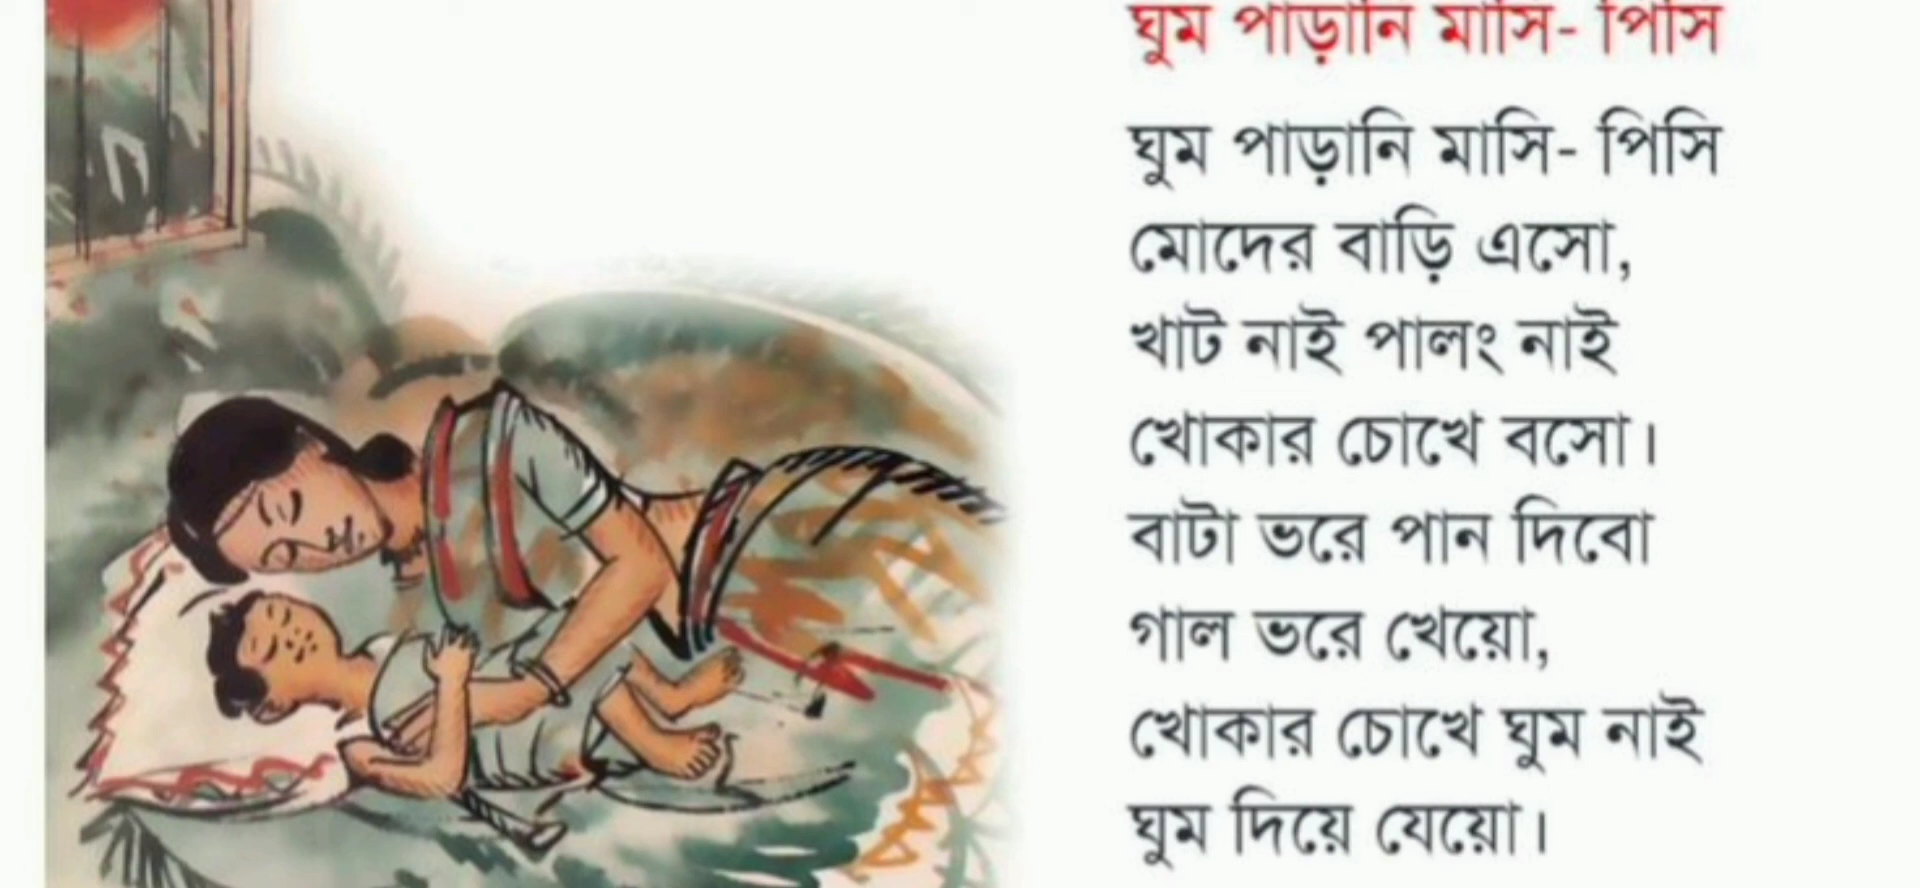 ঘুম পাড়ানি মাসি- পিসি
ঘুম পাড়ানি মাসি- পিসি
মোদের বাড়ি এসো,
খাট নাই পালং নাই
খোকার চোখে বসো।
বাটা ভরে পান দিবো
গাল ভরে খেয়ো,
খোকার চোখে ঘুম নাই
ঘুম দিয়ে যেয়ো।